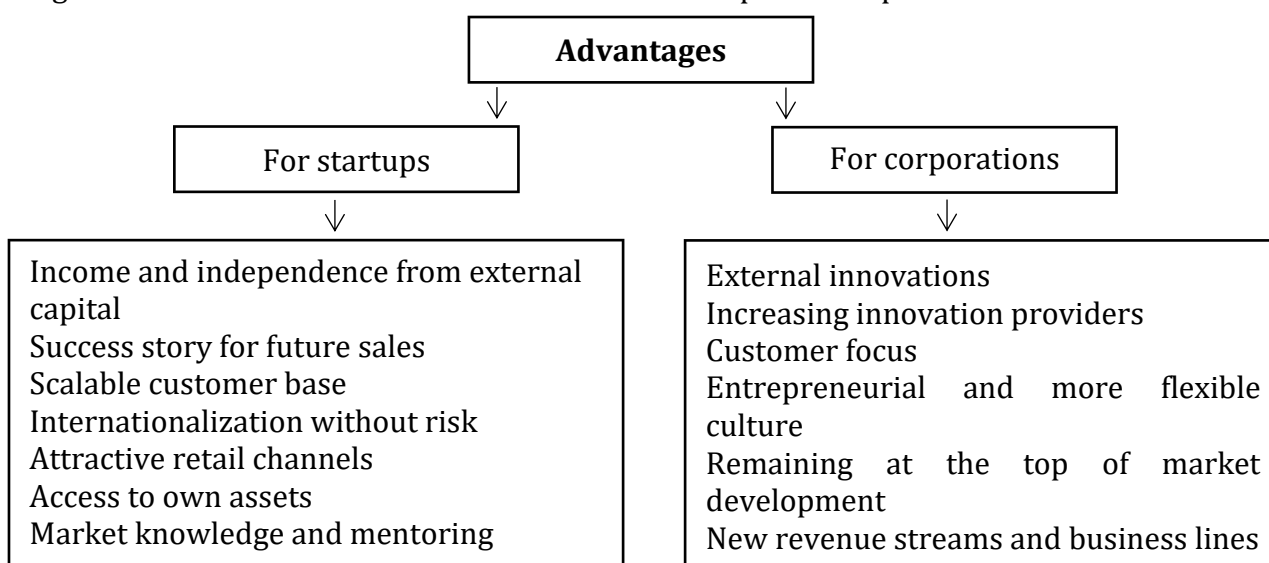 Advantages
For startups
For corporations
Income and independence from external
capital
Success story for future sales
Scalable customer base
Internationalization without risk
Attractive retail channels
Access to own assets
Market knowledge and mentoring
External innovations
Increasing innovation providers
Customer focus
Entrepreneurial and more flexible
culture
Remaining at the top of market
development
New revenue streams and business lines